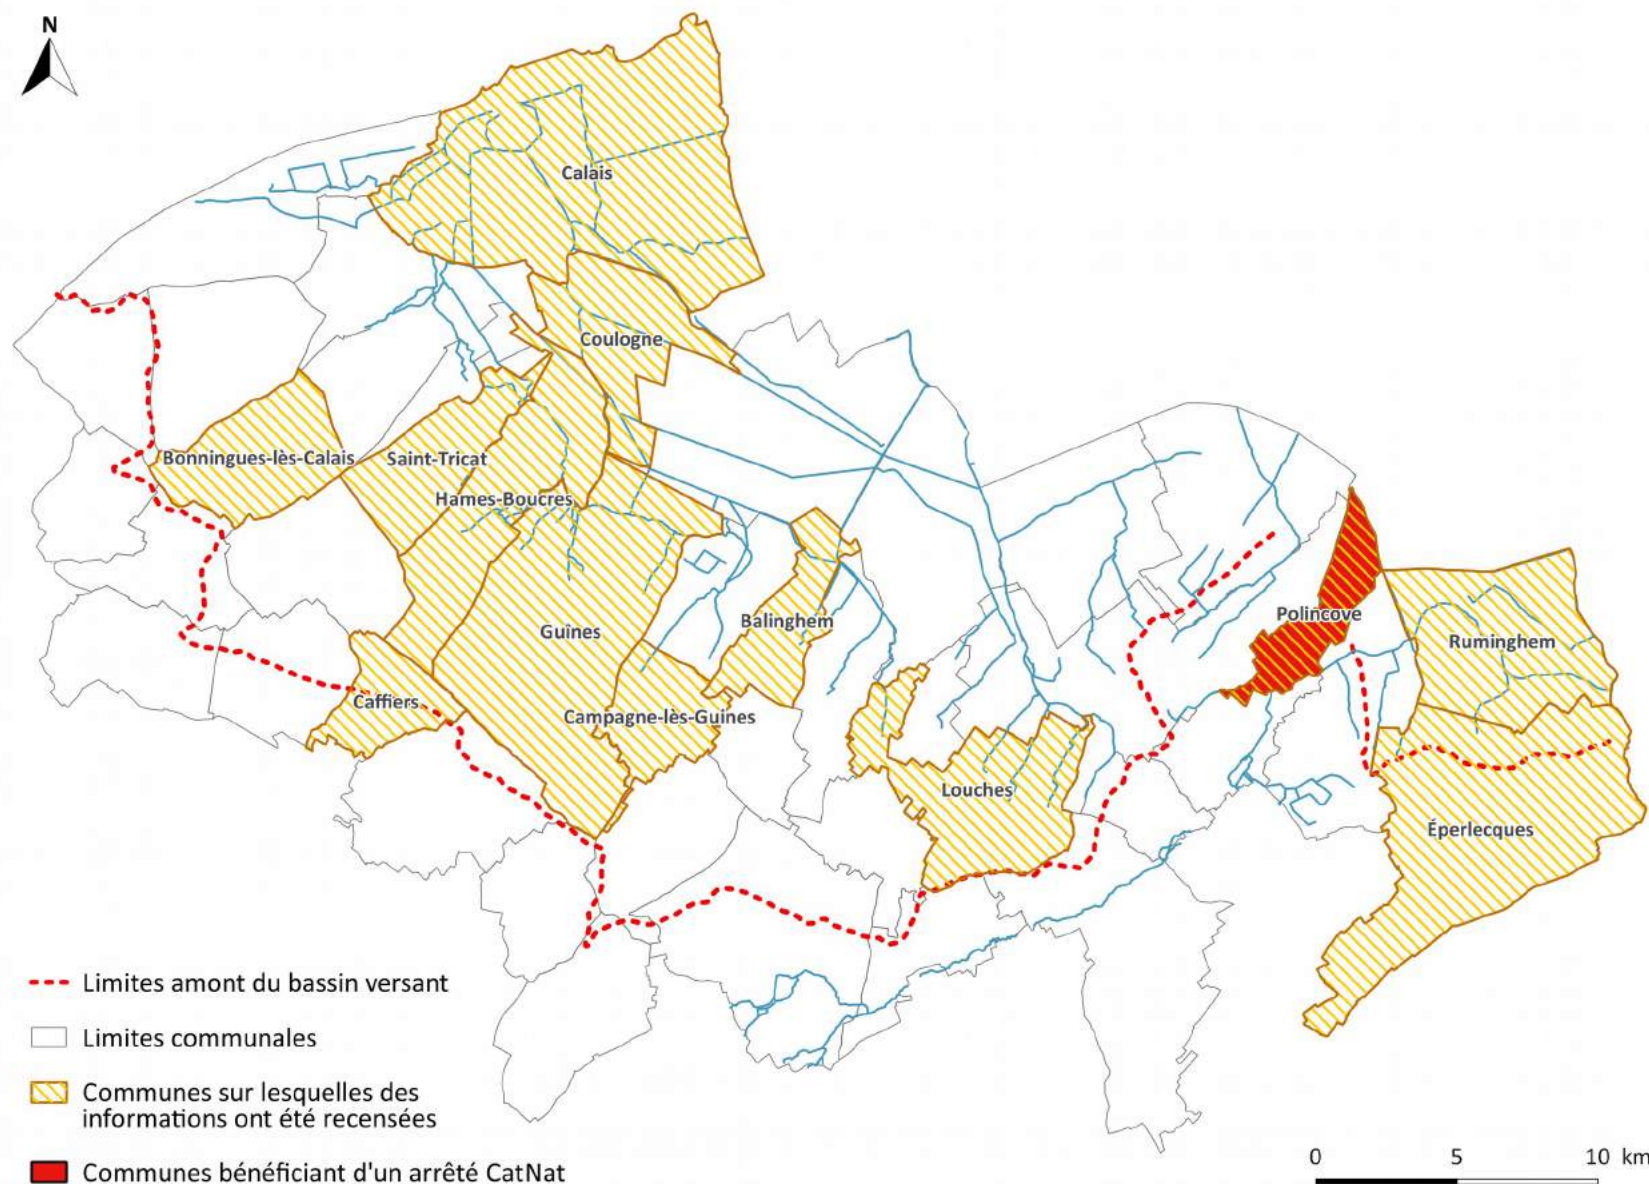 N
Calais
Coulogne
Bonningues-lès-Calais
Saint-Tricat
Hames-Boucres
Balinghem
Guînes
Polincove
Ruminghem
Caffiers
Campagne-lès-Guines
Louches
Éperlecques
Limites amont du bassin versant
Limites communales
Communes sur lesquelles des
informations ont été recensées
Communes bénéficiant d'un arrêté CatNat
0 5 10 km